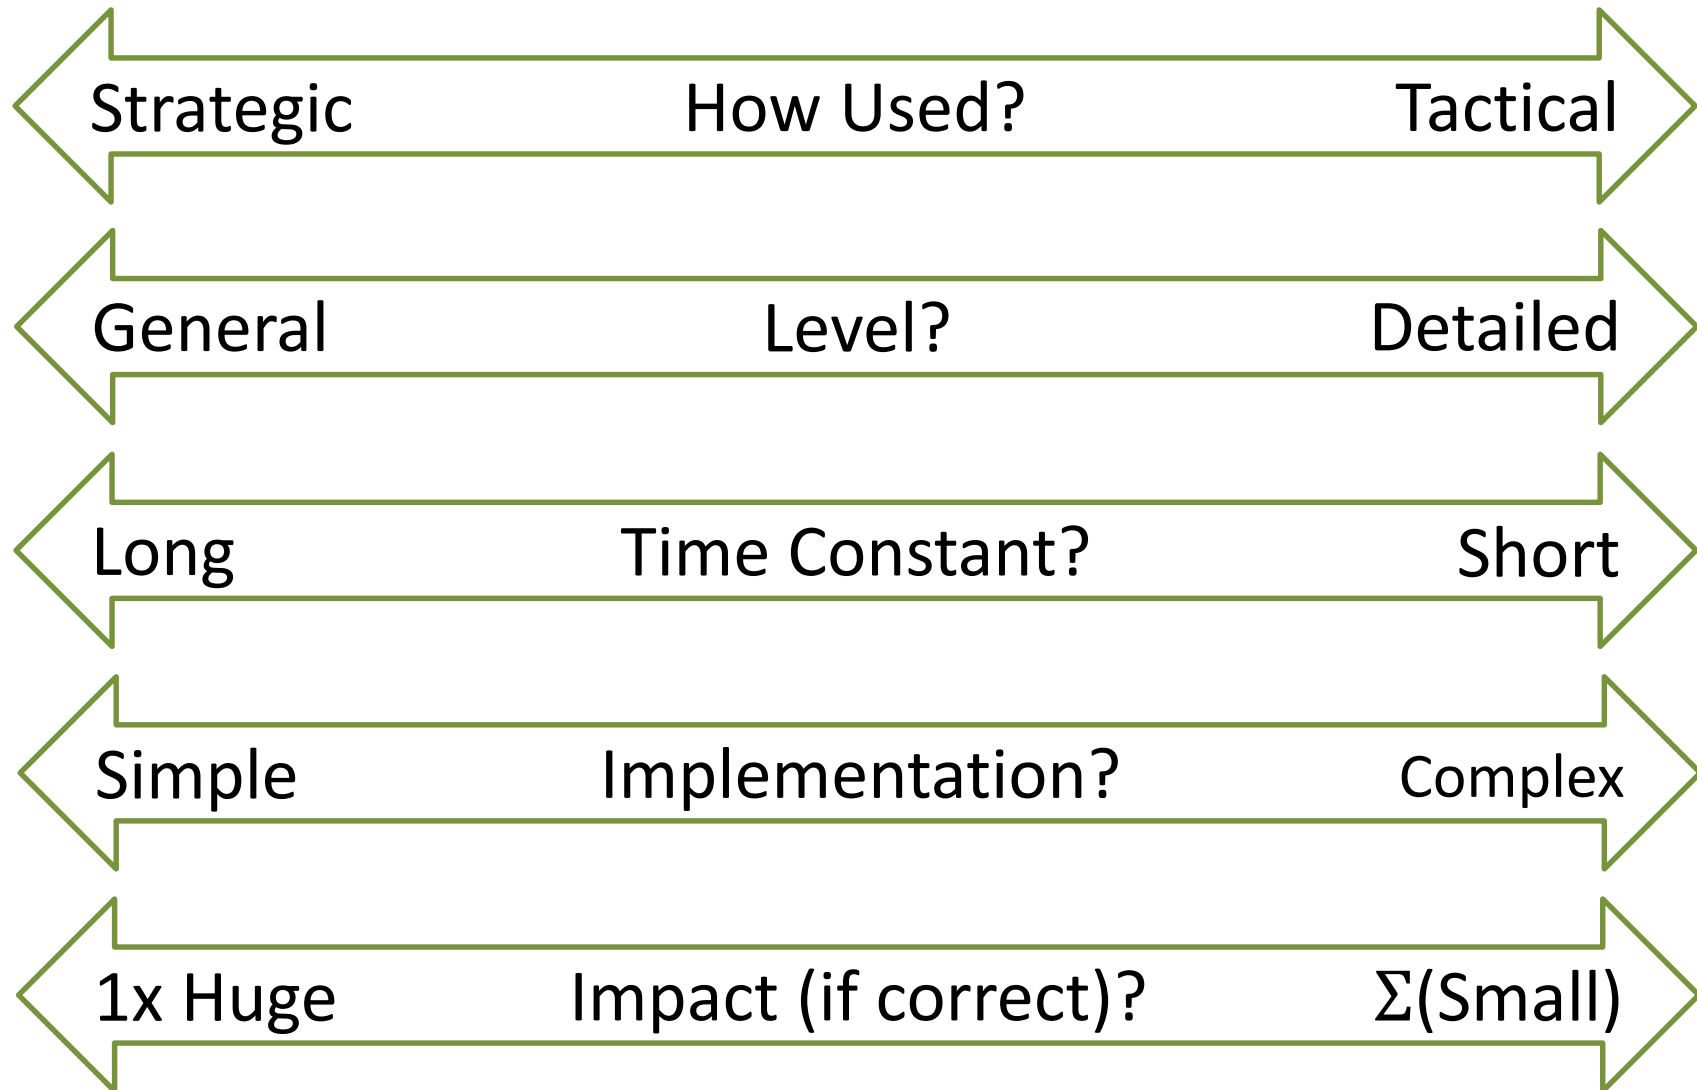 Strategic How Used? Tactical
General Level? Detailed
Long Time Constant? Short
Simple Implementation? Complex
1x Huge Impact (if correct)? Σ(Small)